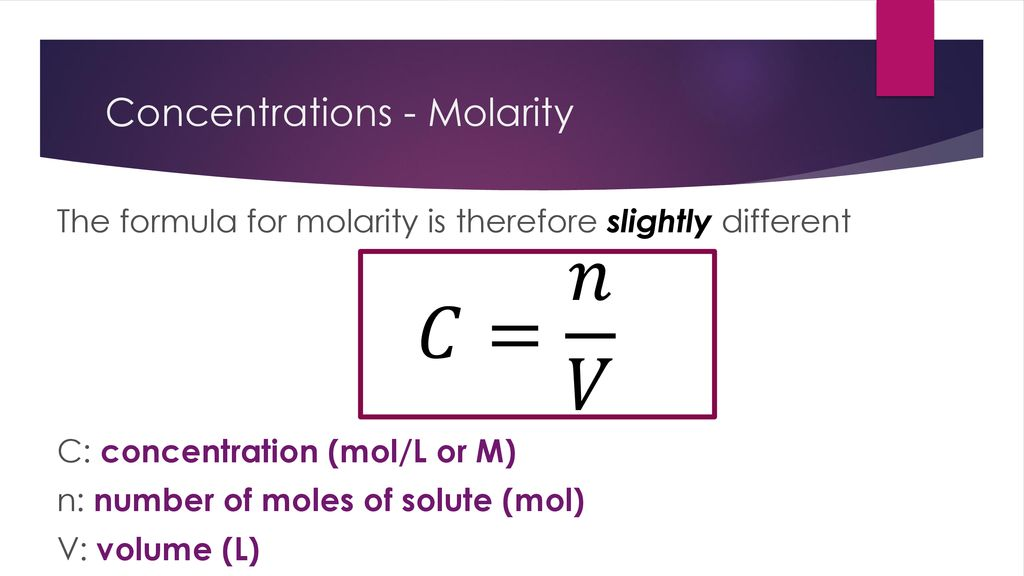 Concentrations - Molarity
The formula for molarity is therefore slightly different
𝐶 = 𝑛/𝑉
C: concentration (mol/L or M)
n: number of moles of solute (mol)
V: volume (L)